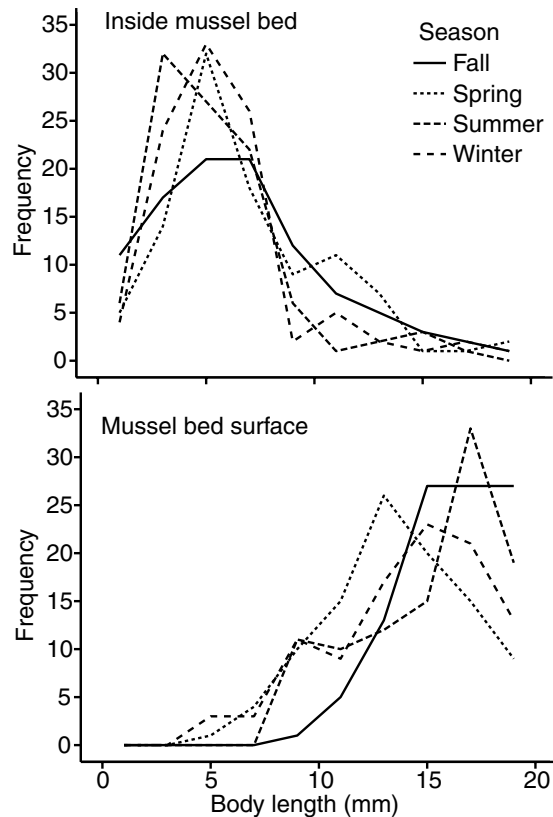 Inside mussel bed
Season
Fall
Spring
Summer
Winter
Frequency
35
30
25
20
15
10
5
0
Mussel bed surface
Frequency
35
30
25
20
15
10
5
0
0 5 10 15 20
Body length (mm)